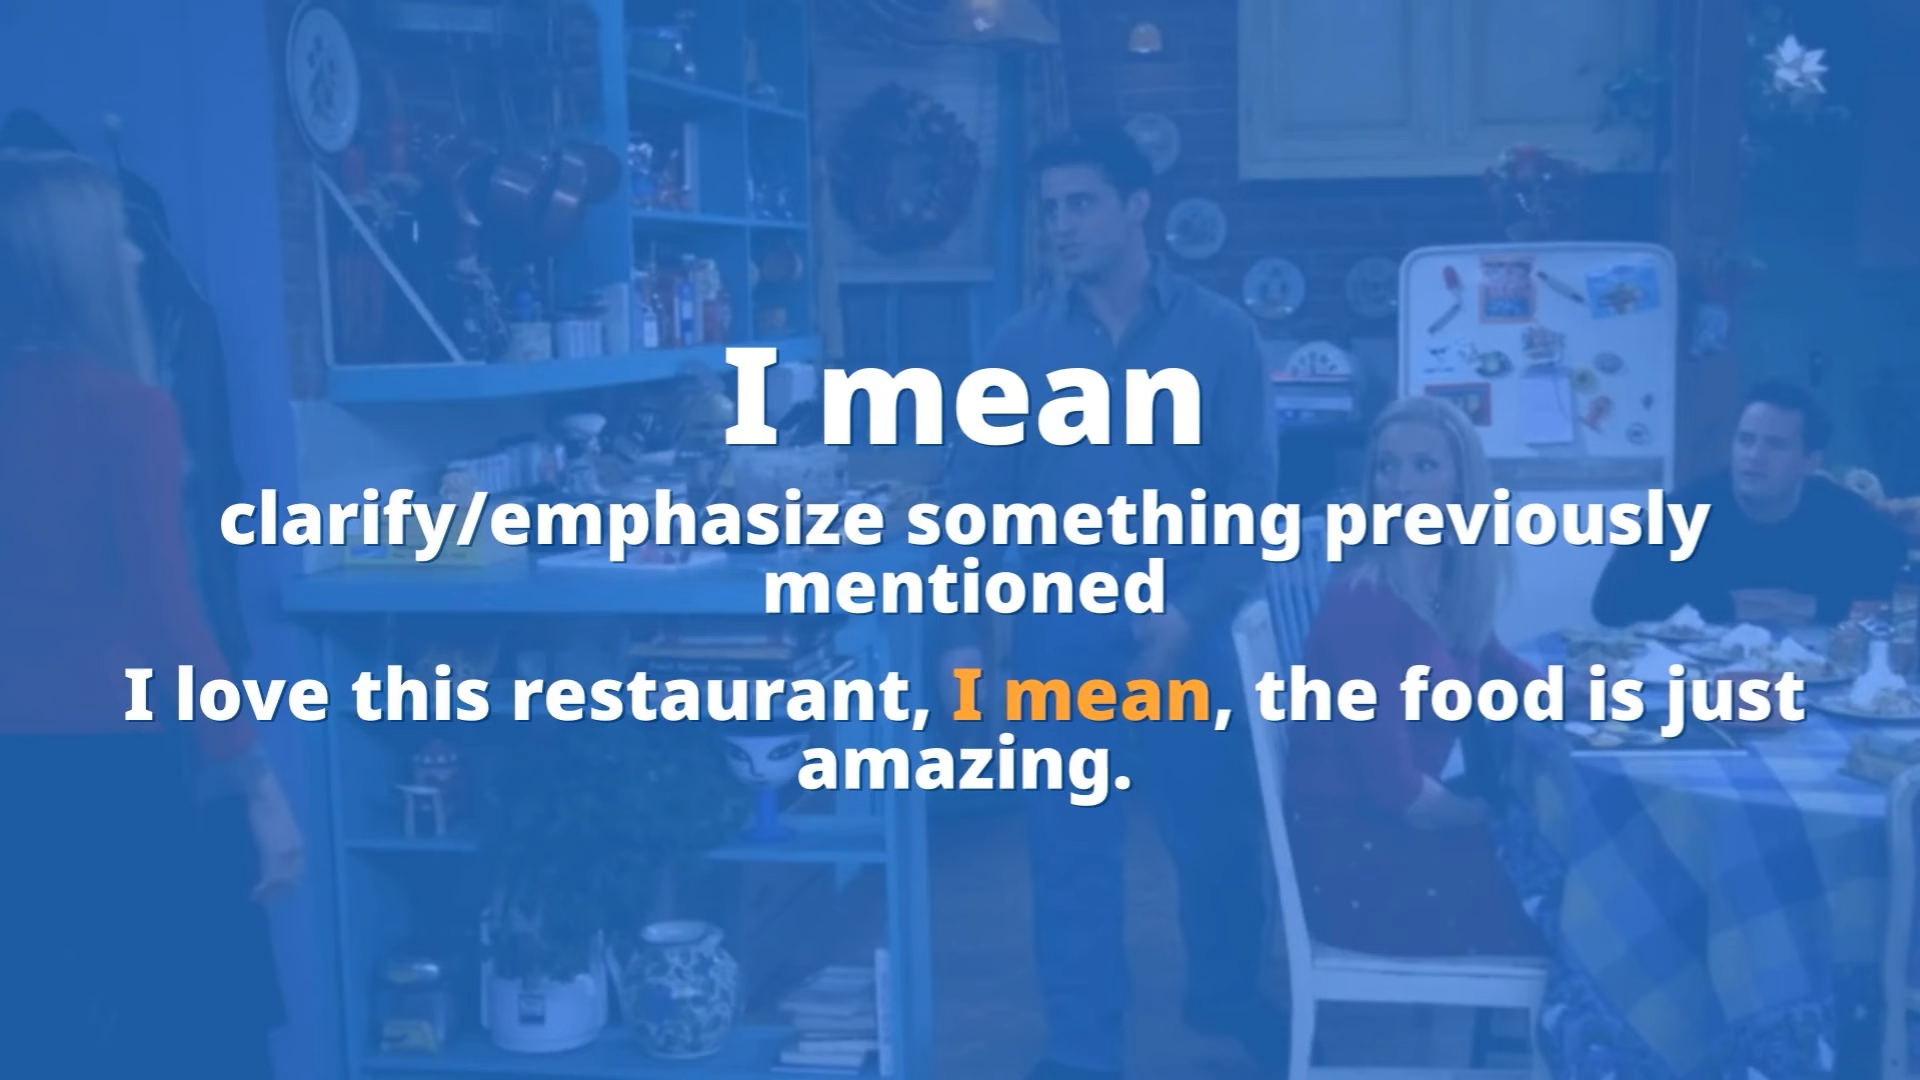 I mean
clarify/emphasize something previously
mentioned
I love this restaurant, I mean, the food is just
amazing.